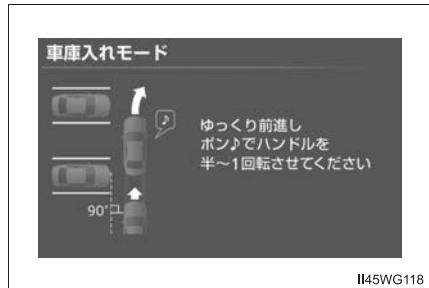 車庫入れモード
ゆっくり前進し
ポン♪でハンドルを
半～1回転させてください
♪
90°
II45WG118